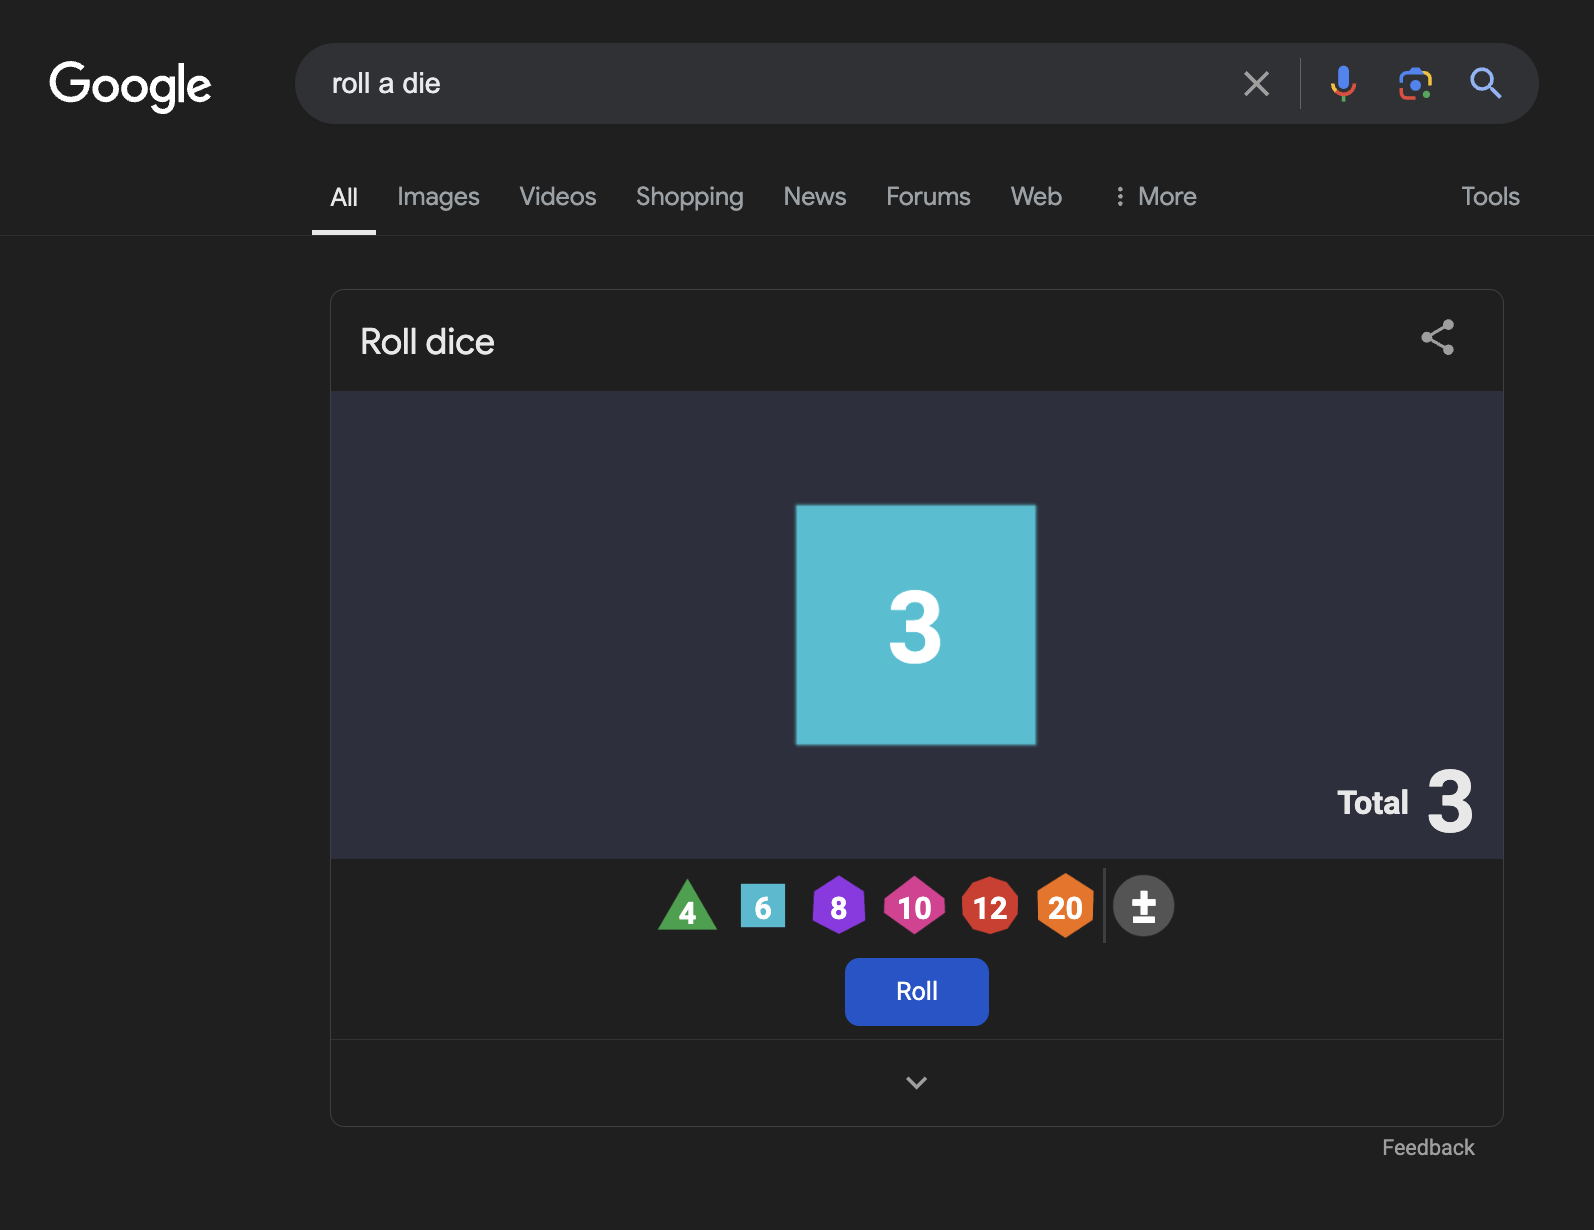 Google
roll a die
All Images Videos Shopping News Forums Web More Tools
Roll dice
3
Total 3
4 6 8 10 12 20 ±
Roll
Feedback